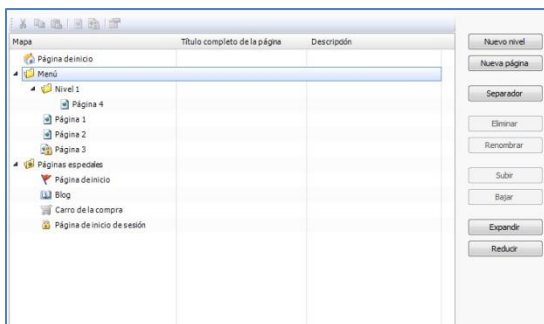 Mapa Título completo de la página Descripción
Página de inicio
Menú
Nivel 1
Página 4
Página 1
Página 2
Página 3
Páginas especiales
Página de inicio
Blog
Carro de la compra
Página de inicio de sesión
Nuevo nivel
Nueva página
Separador
Eliminar
Renombrar
Subir
Bajar
Expandir
Reducir